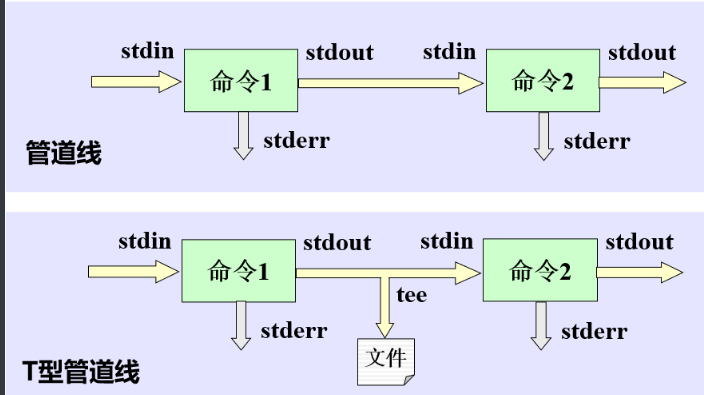 stdin stdout stdin stdout
命令1 命令2
stderr stderr
管道线
stdin stdout stdin stdout
命令1 命令2
tee
stderr stderr
文件
T型管道线